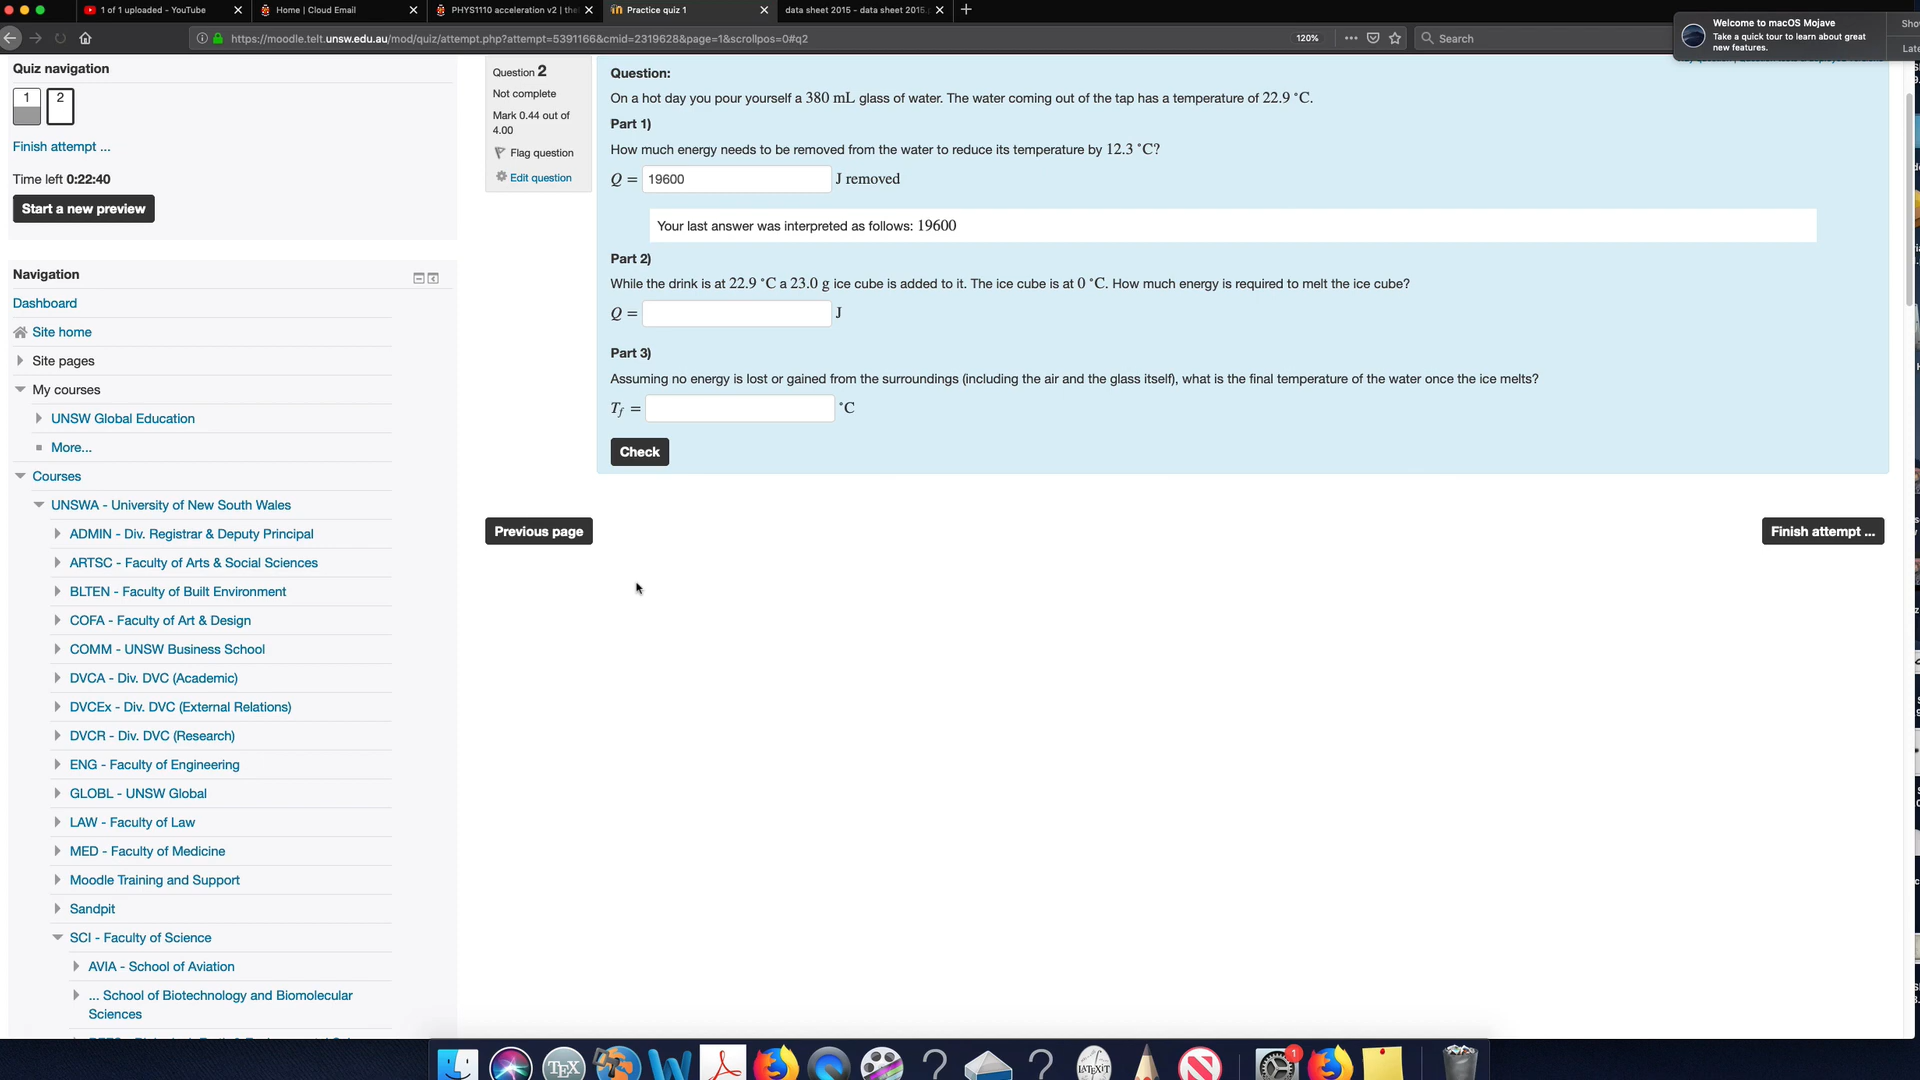 1 of 1 uploaded - YouTube
Home | Cloud Email
PHYS1110 acceleration v2 | the
Practice quiz 1
data sheet 2015 - data sheet 2015.
https://moodle.telt.unsw.edu.au/mod/quiz/attempt.php?attempt=5391166&cmid=2319628&page=1&scrollpos=0#q2
120%
Search
Welcome to macOS Mojave
Take a quick tour to learn about great
new features.
Quiz navigation
1
2
Finish attempt ...
Time left 0:22:40
Start a new preview
Navigation
Dashboard
Site home
Site pages
My courses
UNSW Global Education
More...
Courses
UNSWA - University of New South Wales
ADMIN - Div. Registrar & Deputy Principal
ARTSC - Faculty of Arts & Social Sciences
BLTEN - Faculty of Built Environment
COFA - Faculty of Art & Design
COMM - UNSW Business School
DVCA - Div. DVC (Academic)
DVCEx - Div. DVC (External Relations)
DVCR - Div. DVC (Research)
ENG - Faculty of Engineering
GLOBL - UNSW Global
LAW - Faculty of Law
MED - Faculty of Medicine
Moodle Training and Support
Sandpit
SCI - Faculty of Science
AVIA - School of Aviation
... School of Biotechnology and Biomolecular
Sciences
Question 2
Not complete
Mark 0.44 out of
4.00
Flag question
Edit question
Question:
On a hot day you pour yourself a 380 mL glass of water. The water coming out of the tap has a temperature of 22.9 °C.
Part 1)
How much energy needs to be removed from the water to reduce its temperature by 12.3 °C?
Q = 19600 J removed
Your last answer was interpreted as follows: 19600
Part 2)
While the drink is at 22.9 °C a 23.0 g ice cube is added to it. The ice cube is at 0 °C. How much energy is required to melt the ice cube?
Q = J
Part 3)
Assuming no energy is lost or gained from the surroundings (including the air and the glass itself), what is the final temperature of the water once the ice melts?
Tf = °C
Check
Previous page
Finish attempt ...
TEX
LATEXiT
1